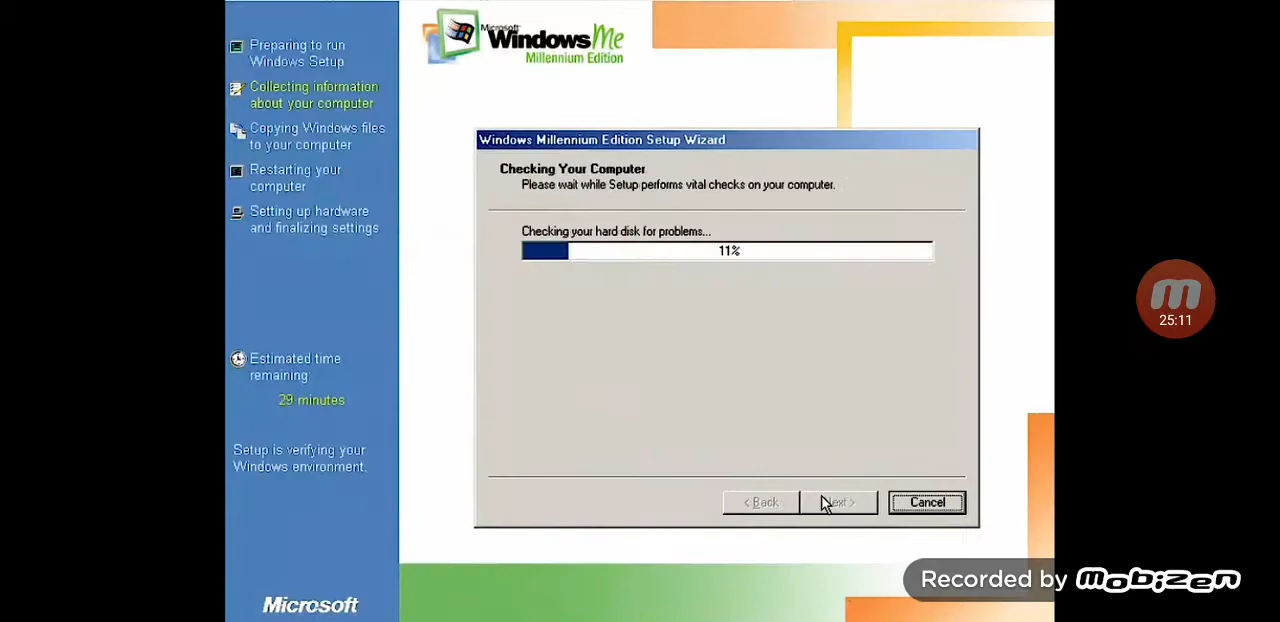 Preparing to run
Windows Setup
Collecting information
about your computer
Copying Windows files
to your computer
Restarting your
computer
Setting up hardware
and finalizing settings
Estimated time
remaining:
29 minutes
Setup is verifying your
Windows environment.
Microsoft
Microsoft
Windows Me
Millennium Edition
Windows Millennium Edition Setup Wizard
Checking Your Computer
Please wait while Setup performs vital checks on your computer.
Checking your hard disk for problems...
11%
< Back
Next >
Cancel
25:11
Recorded by mobizen